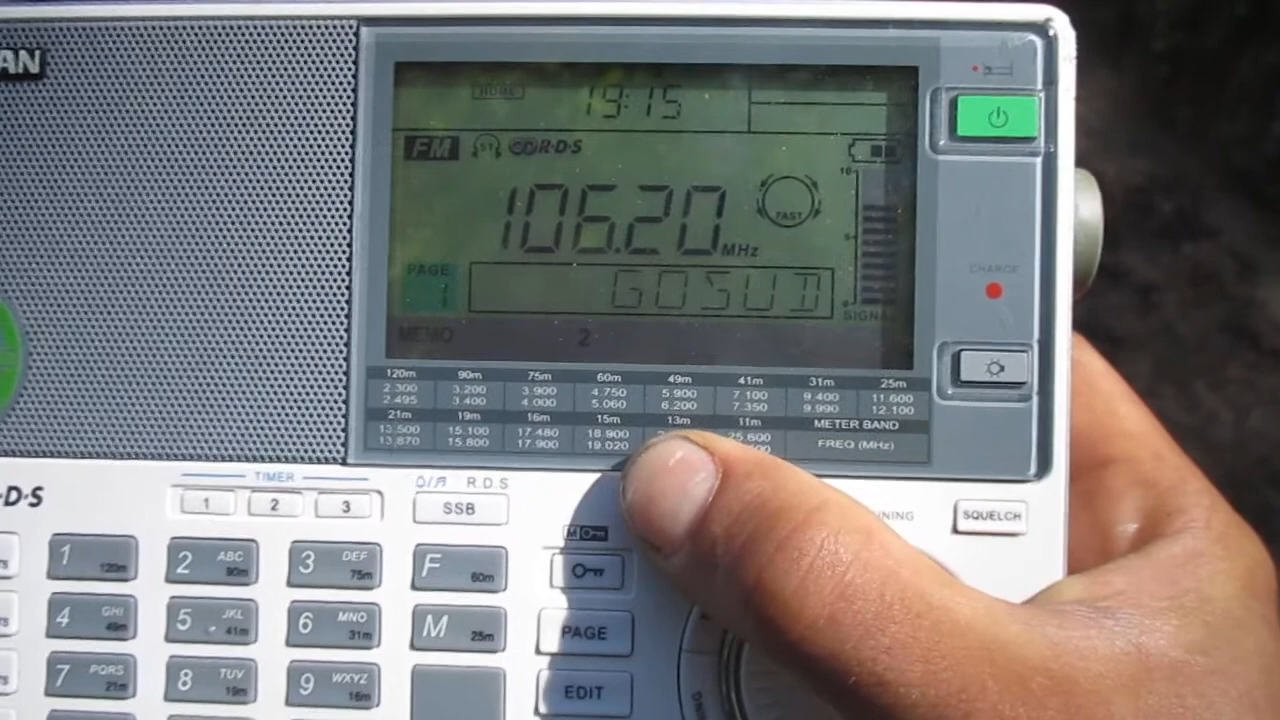 AN
HOME 19:15
FM ST R·D·S
106.20 MHz
FAST
10
5
0
SIGNAL
PAGE
1
GOSUD
MEMO 2
CHARGE
120m 90m 75m 60m 49m 41m 31m 25m
2.300 3.200 3.900 4.750 5.900 7.100 9.400 11.600
2.495 3.400 4.000 5.060 6.200 7.350 9.990 12.100
21m 19m 16m 15m 13m 11m METER BAND
13.500 15.100 17.480 18.900 25.600
13.870 15.800 17.900 19.020 FREQ (MHz)
D·S
TIMER
1 2 3
R.D.S
SSB
NING
SQUELCH
1 120m
2 ABC 90m
3 DEF 75m
F 60m
M
4 GHI 49m
5 JKL 41m
6 MNO 31m
M 25m
PAGE
7 PQRS 21m
8 TUV 19m
9 WXYZ 16m
EDIT